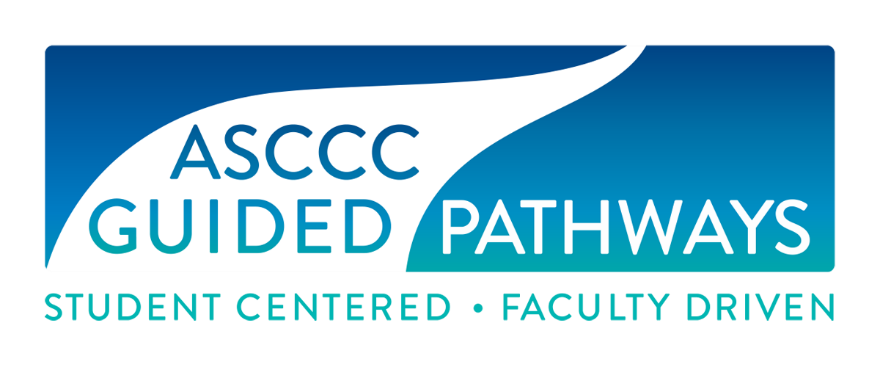 ASCCC
GUIDED PATHWAYS
STUDENT CENTERED • FACULTY DRIVEN